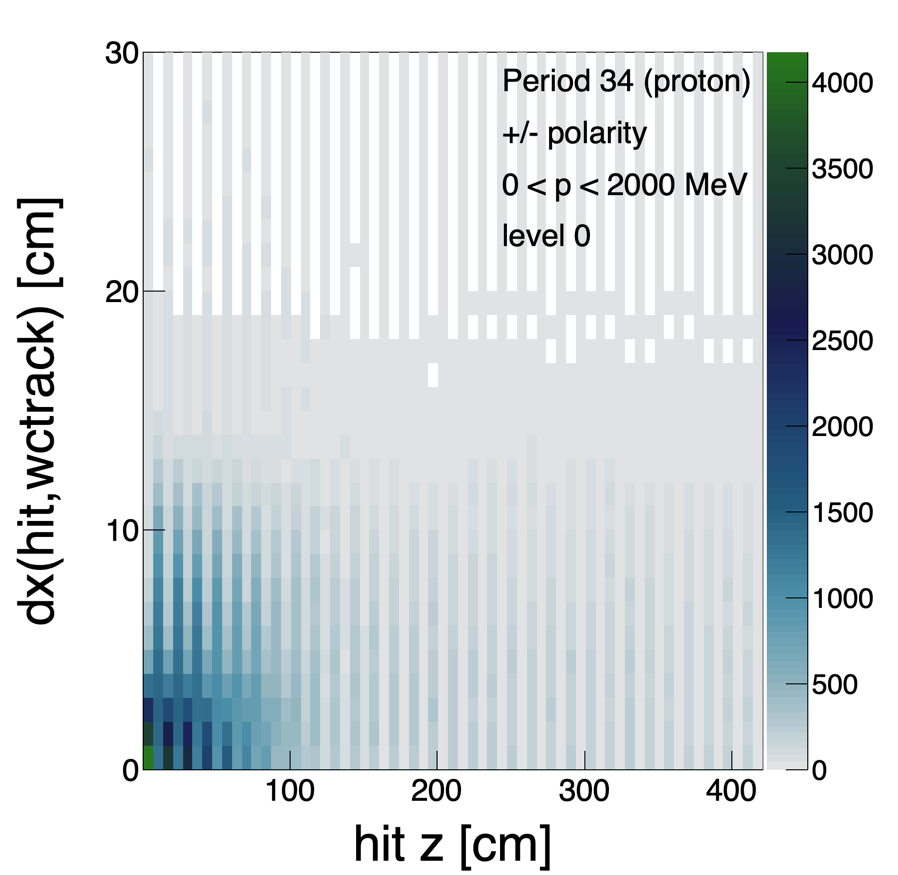 30
20
10
0
dx(hit,wctrack) [cm]
Period 34 (proton)
+/- polarity
0 < p < 2000 MeV
level 0
4000
3500
3000
2500
2000
1500
1000
500
0
100 200 300 400
hit z [cm]